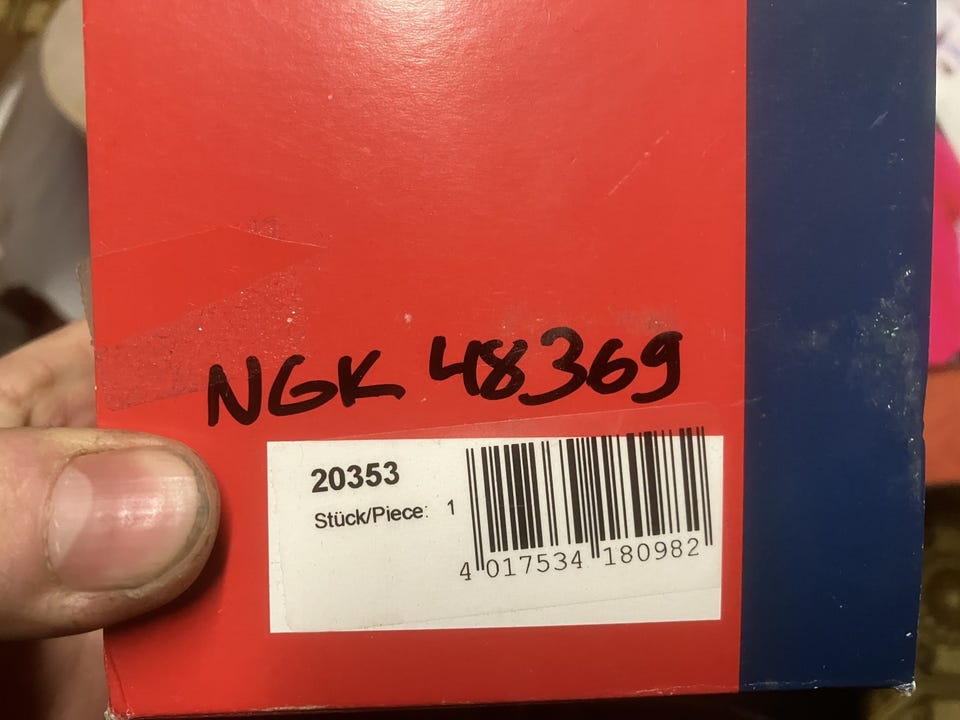 NGK 48369
20353
Stück/Piece: 1
4 017534 180982